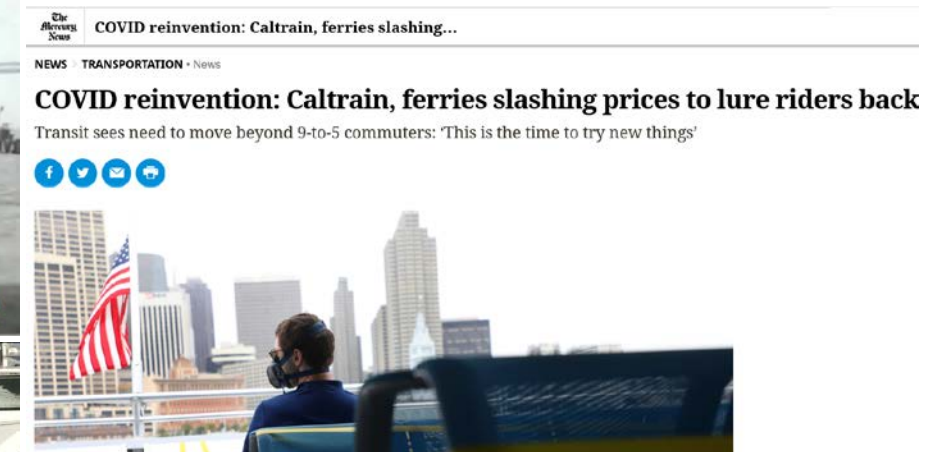 The
Mercury
News
COVID reinvention: Caltrain, ferries slashing...
NEWS > TRANSPORTATION • News
COVID reinvention: Caltrain, ferries slashing prices to lure riders back
Transit sees need to move beyond 9-to-5 commuters: ‘This is the time to try new things’